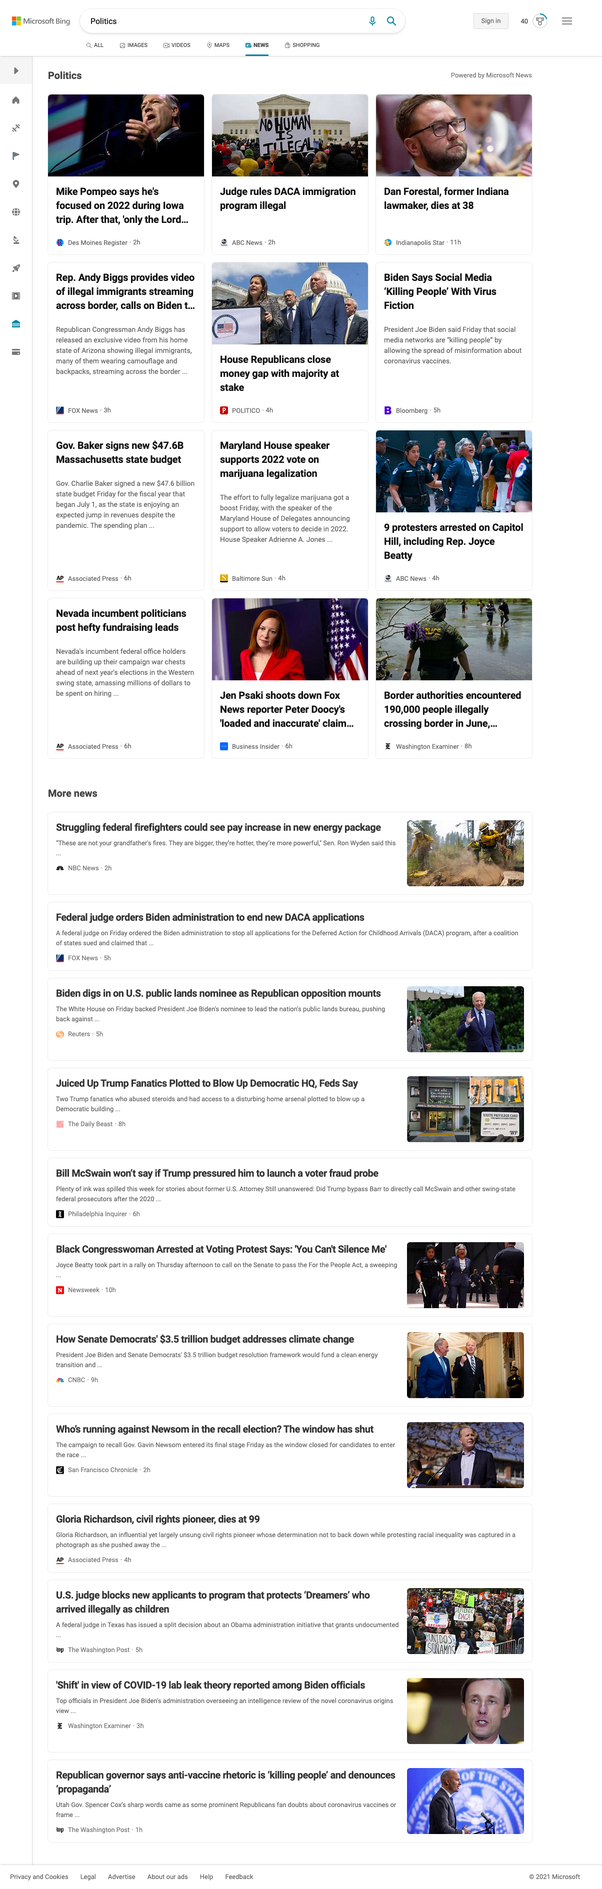 Microsoft Bing
Politics
Sign in
40
ALL
IMAGES
VIDEOS
MAPS
NEWS
SHOPPING
Politics
Powered by Microsoft News
Mike Pompeo says he's
focused on 2022 during Iowa
trip. After that, 'only the Lord...
Des Moines Register · 2h
NO HUMAN
IS
ILLEGAL
Judge rules DACA immigration
program illegal
ABC News · 2h
Dan Forestal, former Indiana
lawmaker, dies at 38
Indianapolis Star · 11h
Rep. Andy Biggs provides video
of illegal immigrants streaming
across border, calls on Biden t...
Republican Congressman Andy Biggs has
released an exclusive video from his home
state of Arizona showing illegal immigrants,
many of them wearing camouflage and
backpacks, streaming across the border ...
FOX News · 3h
House Republicans close
money gap with majority at
stake
POLITICO · 4h
Biden Says Social Media
'Killing People' With Virus
Fiction
President Joe Biden said Friday that social
media networks are "killing people" by
allowing the spread of misinformation about
coronavirus vaccines.
Bloomberg · 5h
Gov. Baker signs new $47.6B
Massachusetts state budget
Gov. Charlie Baker signed a new $47.6 billion
state budget Friday for the fiscal year that
began July 1, as the state is enjoying an
expected jump in revenues despite the
pandemic. The spending plan ...
AP Associated Press · 6h
Maryland House speaker
supports 2022 vote on
marijuana legalization
The effort to fully legalize marijuana got a
boost Friday, with the speaker of the
Maryland House of Delegates announcing
support to allow voters to decide in 2022.
House Speaker Adrienne A. Jones ...
Baltimore Sun · 4h
9 protesters arrested on Capitol
Hill, including Rep. Joyce
Beatty
ABC News · 4h
Nevada incumbent politicians
post hefty fundraising leads
Nevada's incumbent federal office holders
are building up their campaign war chests
ahead of next year's elections in the Western
swing state, amassing millions of dollars to
be spent on hiring ...
AP Associated Press · 6h
Jen Psaki shoots down Fox
News reporter Peter Doocy's
'loaded and inaccurate' claim...
Business Insider · 6h
Border authorities encountered
190,000 people illegally
crossing border in June,...
Washington Examiner · 8h
More news
Struggling federal firefighters could see pay increase in new energy package
"These are not your grandfather's fires. They are bigger, they're hotter, they're more powerful," Sen. Ron Wyden said this
...
NBC News · 2h
Federal judge orders Biden administration to end new DACA applications
A federal judge on Friday ordered the Biden administration to stop all applications for the Deferred Action for Childhood Arrivals (DACA) program, after a coalition
of states sued and claimed that ...
FOX News · 5h
Biden digs in on U.S. public lands nominee as Republican opposition mounts
The White House on Friday backed President Joe Biden's nominee to lead the nation's public lands bureau, pushing
back against ...
Reuters · 5h
Juiced Up Trump Fanatics Plotted to Blow Up Democratic HQ, Feds Say
Two Trump fanatics who abused steroids and had access to a disturbing home arsenal plotted to blow up a
Democratic building ...
The Daily Beast · 8h
Bill McSwain won't say if Trump pressured him to launch a voter fraud probe
Plenty of ink was spilled this week for stories about former U.S. Attorney Still unanswered: Did Trump bypass Barr to directly call McSwain and other swing-state
federal prosecutors after the 2020 ...
Philadelphia Inquirer · 6h
Black Congresswoman Arrested at Voting Protest Says: 'You Can't Silence Me'
Joyce Beatty took part in a rally on Thursday afternoon to call on the Senate to pass the For the People Act, a sweeping
...
Newsweek · 10h
How Senate Democrats' $3.5 trillion budget addresses climate change
President Joe Biden and Senate Democrats' $3.5 trillion budget resolution framework would fund a clean energy
transition and ...
CNBC · 9h
Who's running against Newsom in the recall election? The window has shut
The campaign to recall Gov. Gavin Newsom entered its final stage Friday as the window closed for candidates to enter
the race ...
San Francisco Chronicle · 2h
Gloria Richardson, civil rights pioneer, dies at 99
Gloria Richardson, an influential yet largely unsung civil rights pioneer whose determination not to back down while protesting racial inequality was captured in a
photograph as she pushed away the ...
AP Associated Press · 4h
U.S. judge blocks new applicants to program that protects 'Dreamers' who
arrived illegally as children
A federal judge in Texas has issued a split decision about an Obama administration initiative that grants undocumented
...
wp The Washington Post · 5h
'Shift' in view of COVID-19 lab leak theory reported among Biden officials
Top officials in President Joe Biden's administration overseeing an intelligence review of the novel coronavirus origins
view ...
Washington Examiner · 3h
Republican governor says anti-vaccine rhetoric is 'killing people' and denounces
'propaganda'
Utah Gov. Spencer Cox's sharp words came as some prominent Republicans fan doubts about coronavirus vaccines or
frame ...
wp The Washington Post · 1h
Privacy and Cookies
Legal
Advertise
About our ads
Help
Feedback
© 2021 Microsoft